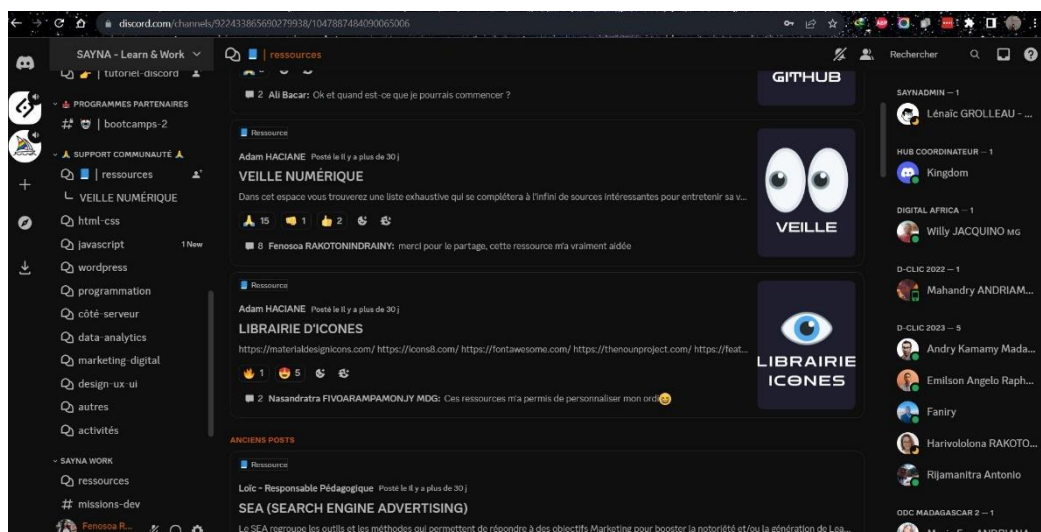 discord.com/channels/922433865690279938/1047887484090065006
SAYNA - Learn & Work
| ressources
Rechercher
| tutoriel-discord
PROGRAMMES PARTENAIRES
| bootcamps-2
SUPPORT COMMUNAUTÉ
| ressources
VEILLE NUMÉRIQUE
html-css
javascript 1 New
wordpress
programmation
côté-serveur
data-analytics
marketing-digital
design-ux-ui
autres
activités
SAYNA WORK
ressources
missions-dev
Fenosoa R...
2 Ali Bacar: Ok et quand est-ce que je pourrais commencer ?
GITHUB
Ressource
Adam HACIANE Posté le Il y a plus de 30 j
VEILLE NUMÉRIQUE
Dans cet espace vous trouverez une liste exhaustive qui se complétera à l'infini de sources intéressantes pour entretenir sa v...
15 1 2
8 Fenosoa RAKOTONINDRAINY: merci pour le partage, cette ressource m'a vraiment aidée
VEILLE
Ressource
Adam HACIANE Posté le Il y a plus de 30 j
LIBRAIRIE D'ICONES
https://materialdesignicons.com/ https://icons8.com/ https://fontawesome.com/ https://thenounproject.com/ https://feat...
1 5
2 Nasandratra FIVOARAMPAMONJY MDG: Ces ressources m'a permis de personnaliser mon ordi
LIBRAIRIE
ICONES
ANCIENS POSTS
Ressource
Loïc - Responsable Pédagogique Posté le Il y a plus de 30 j
SEA (SEARCH ENGINE ADVERTISING)
Le SEA regroupe les outils et les méthodes qui permettent de répondre à des objectifs Marketing pour booster la notoriété et/ou la génération de Lea...
SAYNADMIN — 1
Lénaïc GROLLEAU - ...
HUB COORDINATEUR — 1
Kingdom
DIGITAL AFRICA — 1
Willy JACQUINO MG
D-CLIC 2022 — 1
Mahandry ANDRIAM...
D-CLIC 2023 — 5
Andry Kamamy Mada...
Emilson Angelo Raph...
Faniry
Harivololona RAKOTO...
Rijamanitra Antonio
ODC MADAGASCAR 2 — 1